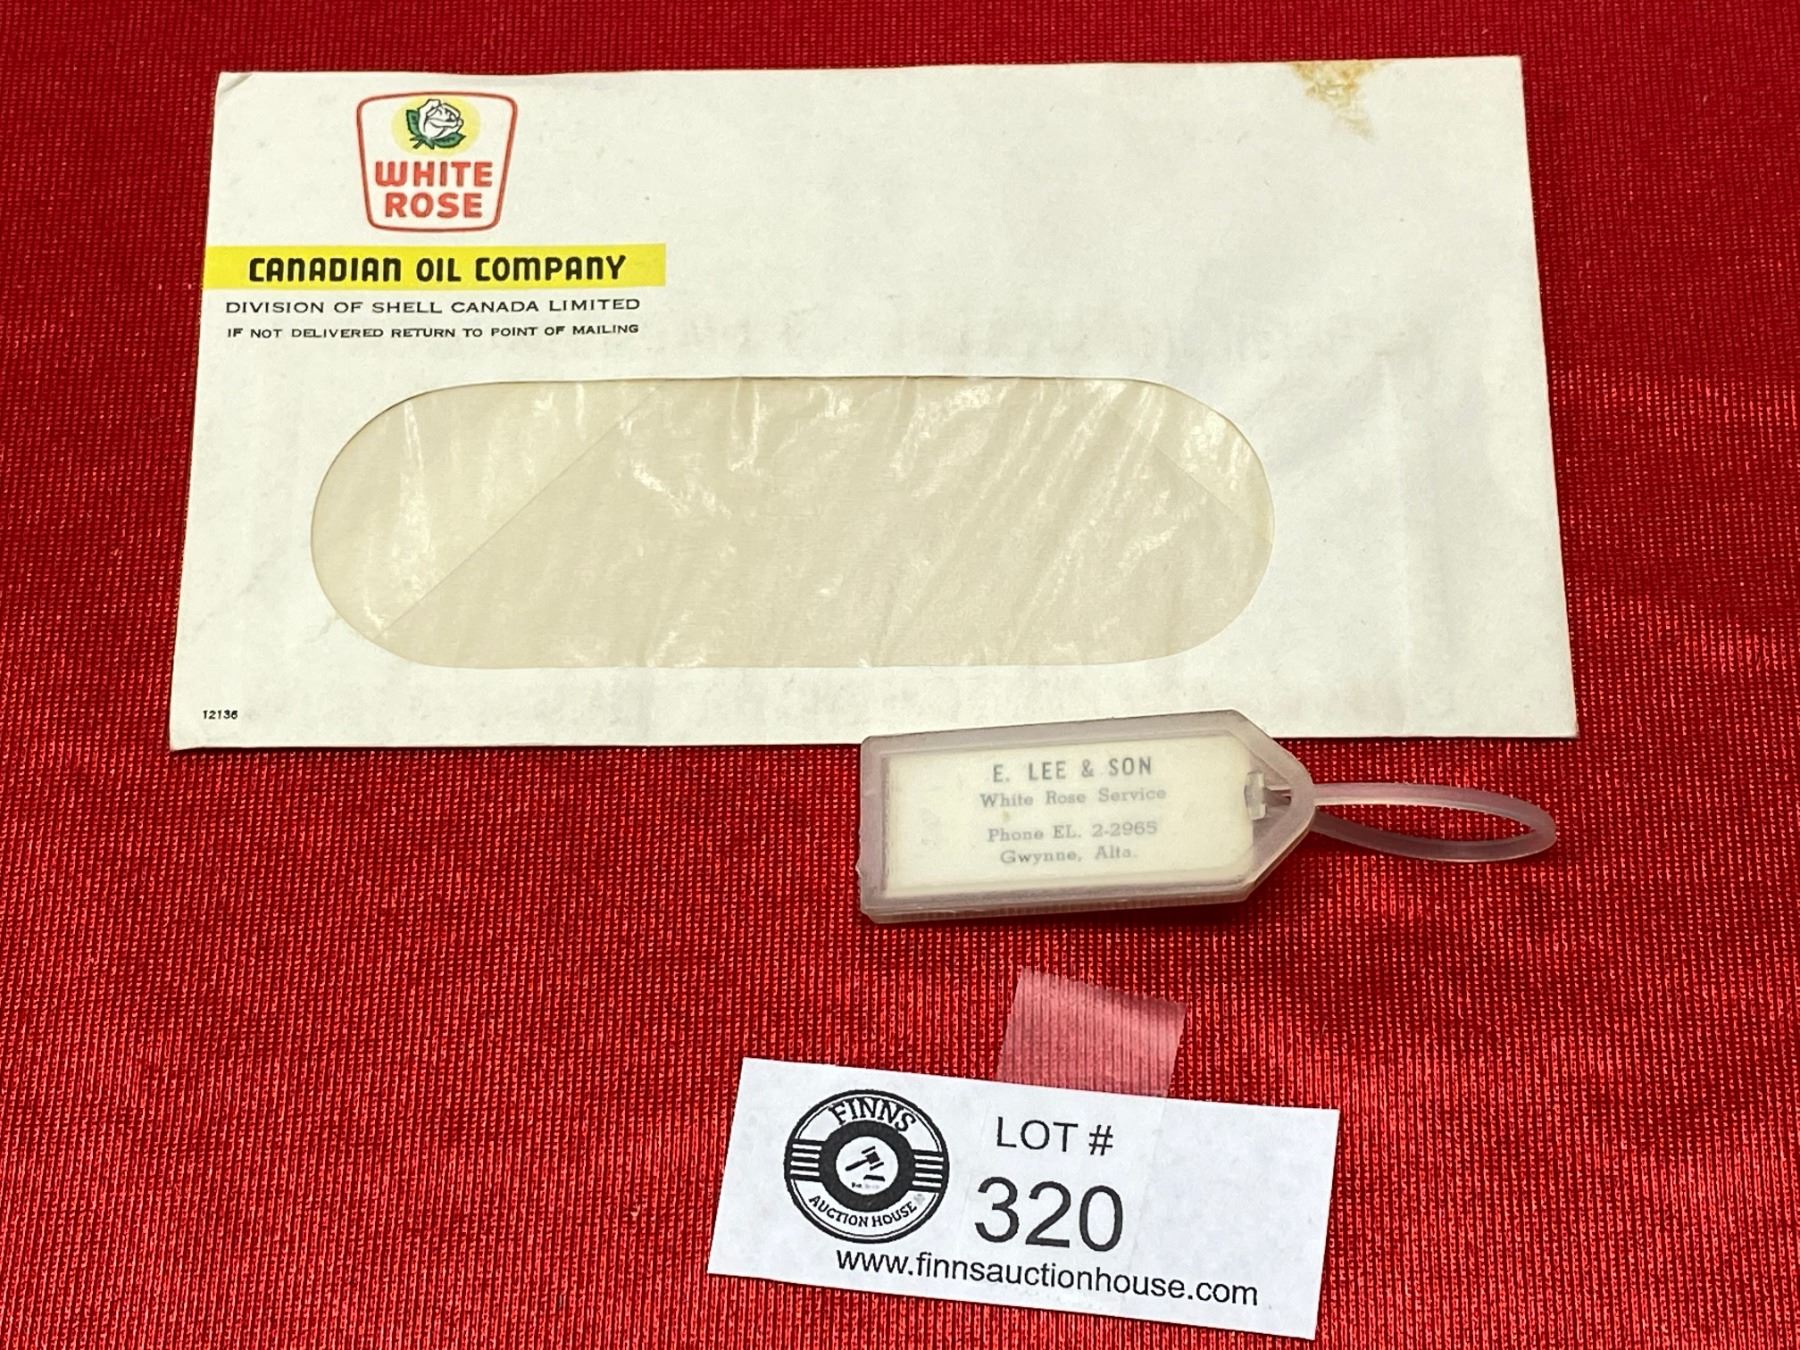 WHITE
ROSE
CANADIAN OIL COMPANY
DIVISION OF SHELL CANADA LIMITED
IF NOT DELIVERED RETURN TO POINT OF MAILING
12136
E. LEE & SON
White Rose Service
Phone EL. 2-2965
Gwynne, Alta.
FINNS
AUCTION HOUSE
LOT #
320
www.finnsauctionhouse.com